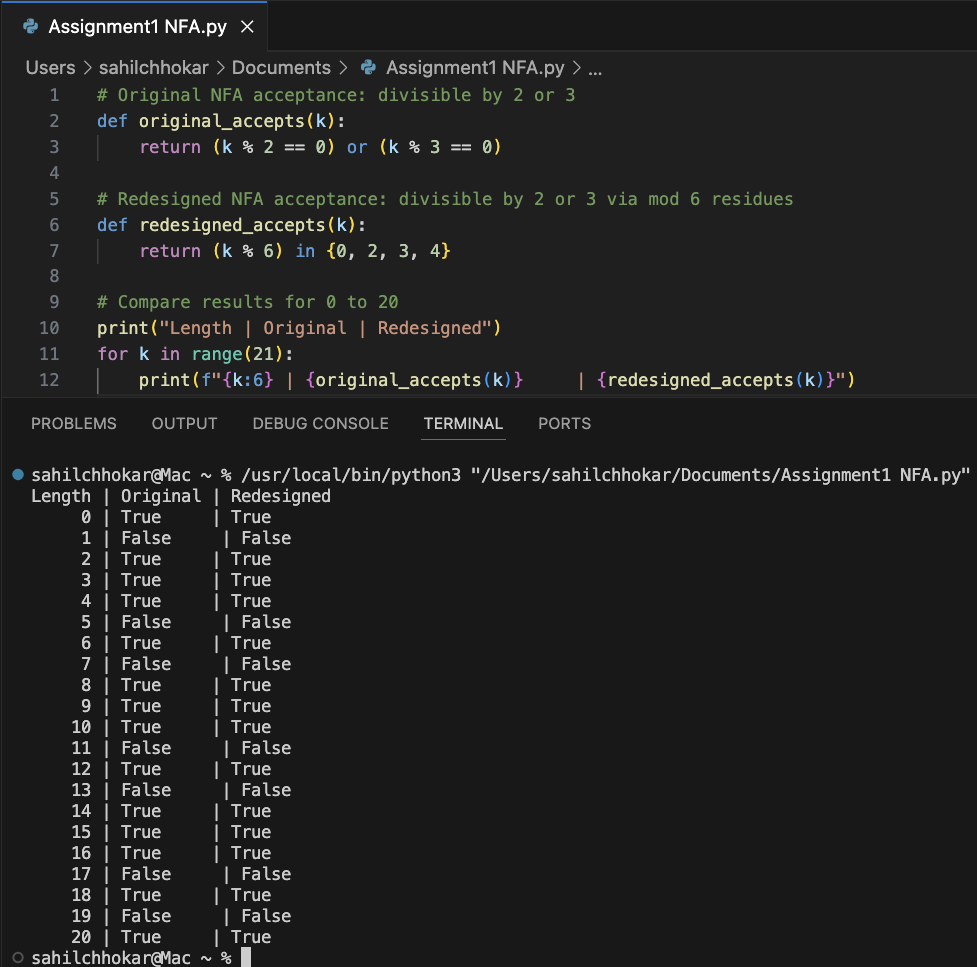 Assignment1 NFA.py ×
Users > sahilchhokar > Documents > Assignment1 NFA.py > ...
1 # Original NFA acceptance: divisible by 2 or 3
2 def original_accepts(k):
3     return (k % 2 == 0) or (k % 3 == 0)
4
5 # Redesigned NFA acceptance: divisible by 2 or 3 via mod 6 residues
6 def redesigned_accepts(k):
7     return (k % 6) in {0, 2, 3, 4}
8
9 # Compare results for 0 to 20
10 print("Length | Original | Redesigned")
11 for k in range(21):
12     print(f"{k:6} | {original_accepts(k)}     | {redesigned_accepts(k)}")
PROBLEMS OUTPUT DEBUG CONSOLE TERMINAL PORTS
sahilchhokar@Mac ~ % /usr/local/bin/python3 "/Users/sahilchhokar/Documents/Assignment1 NFA.py"
Length | Original | Redesigned
     0 | True     | True
     1 | False     | False
     2 | True     | True
     3 | True     | True
     4 | True     | True
     5 | False     | False
     6 | True     | True
     7 | False     | False
     8 | True     | True
     9 | True     | True
    10 | True     | True
    11 | False     | False
    12 | True     | True
    13 | False     | False
    14 | True     | True
    15 | True     | True
    16 | True     | True
    17 | False     | False
    18 | True     | True
    19 | False     | False
    20 | True     | True
sahilchhokar@Mac ~ %